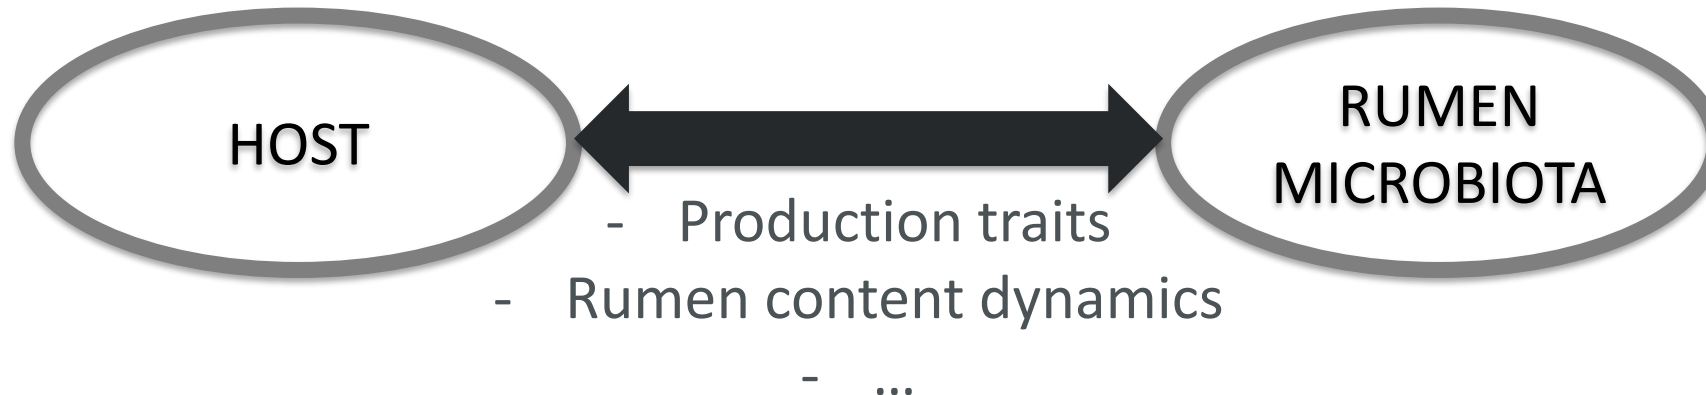 HOST
RUMEN
MICROBIOTA
- Production traits
- Rumen content dynamics
- ...